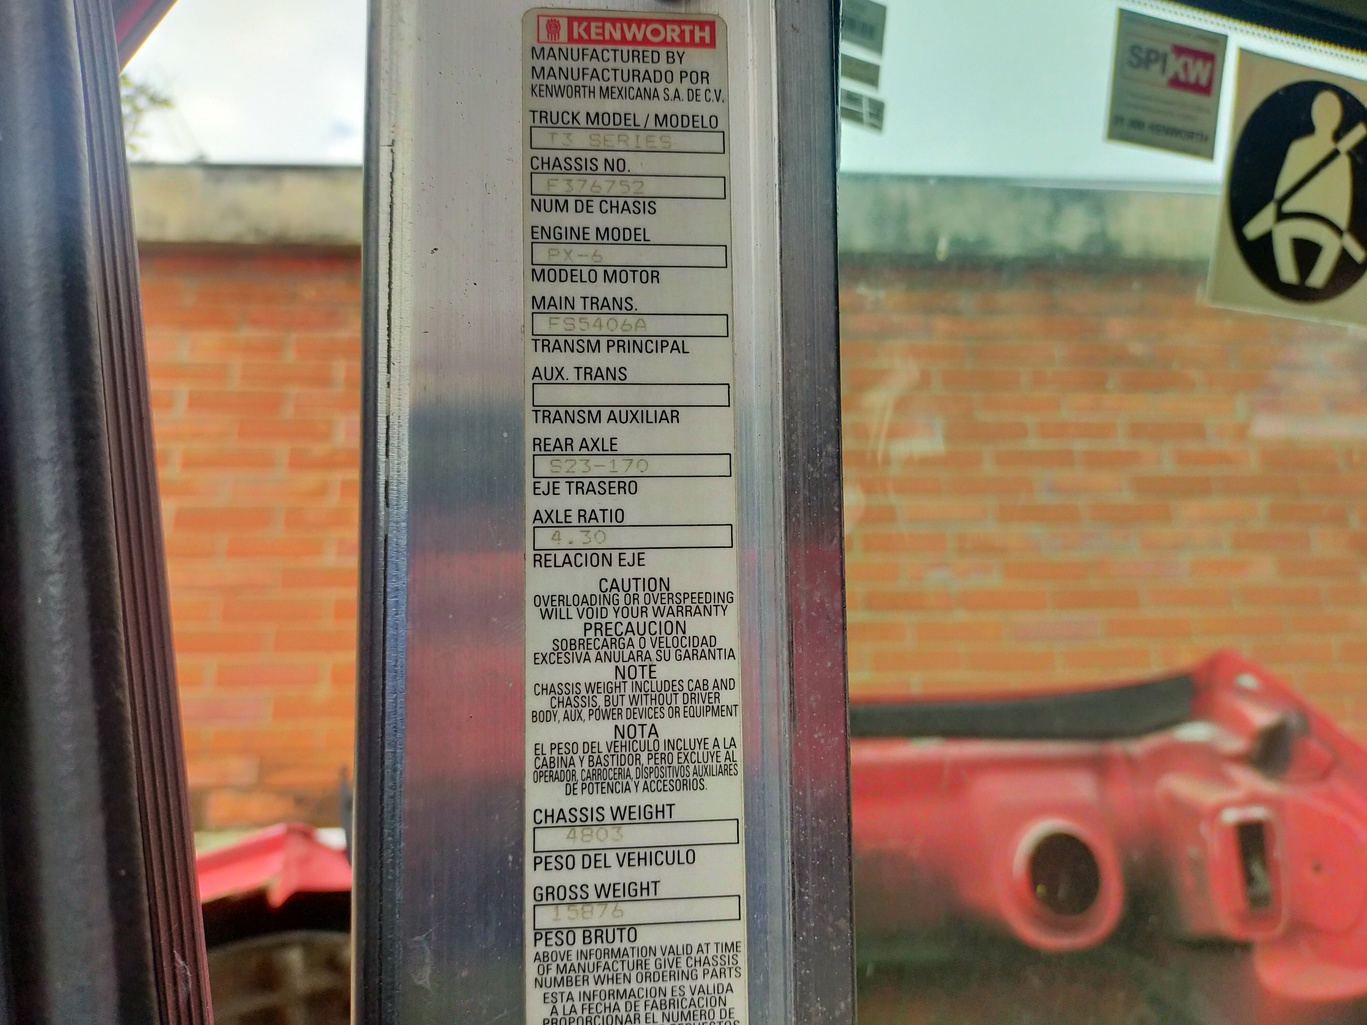 KENWORTH
MANUFACTURED BY
MANUFACTURADO POR
KENWORTH MEXICANA S.A. DE C.V.
TRUCK MODEL / MODELO
T3 SERIES
CHASSIS NO.
F376752
NUM DE CHASIS
ENGINE MODEL
PX-6
MODELO MOTOR
MAIN TRANS.
FS5406A
TRANSM PRINCIPAL
AUX. TRANS
TRANSM AUXILIAR
REAR AXLE
S23-170
EJE TRASERO
AXLE RATIO
4.30
RELACION EJE
CAUTION
OVERLOADING OR OVERSPEEDING
WILL VOID YOUR WARRANTY
PRECAUCION
SOBRECARGA O VELOCIDAD
EXCESIVA ANULARA SU GARANTIA
NOTE
CHASSIS WEIGHT INCLUDES CAB AND
CHASSIS, BUT WITHOUT DRIVER
BODY, AUX, POWER DEVICES OR EQUIPMENT
NOTA
EL PESO DEL VEHICULO INCLUYE A LA
CABINA Y BASTIDOR, PERO EXCLUYE AL
OPERADOR, CARROCERIA, DISPOSITIVOS AUXILIARES
DE POTENCIA Y ACCESORIOS.
CHASSIS WEIGHT
4803
PESO DEL VEHICULO
GROSS WEIGHT
15876
PESO BRUTO
ABOVE INFORMATION VALID AT TIME
OF MANUFACTURE GIVE CHASSIS
NUMBER WHEN ORDERING PARTS
ESTA INFORMACION ES VALIDA
A LA FECHA DE FABRICACION
PROPORCIONAR EL NUMERO DE
SPI KW
KENWORTH